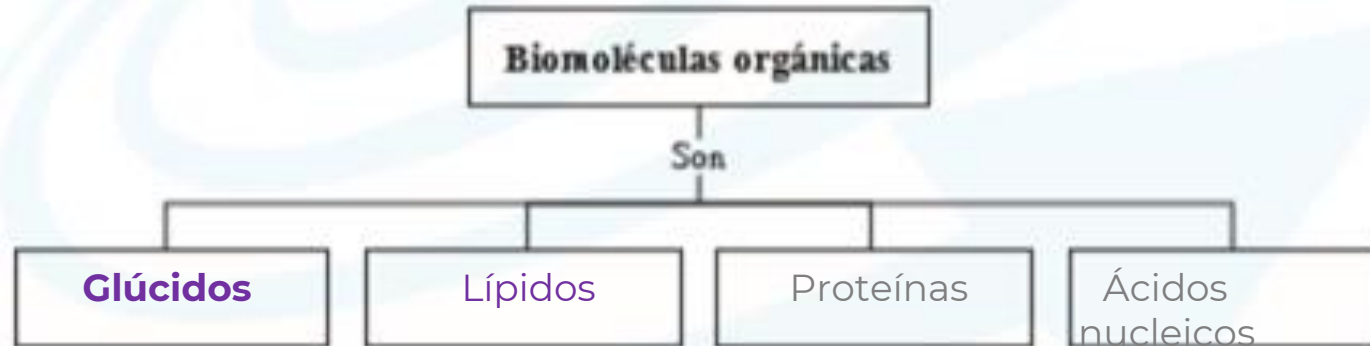 Biomoléculas orgánicas
Son
Glúcidos
Lípidos
Proteínas
Ácidos
nucleicos